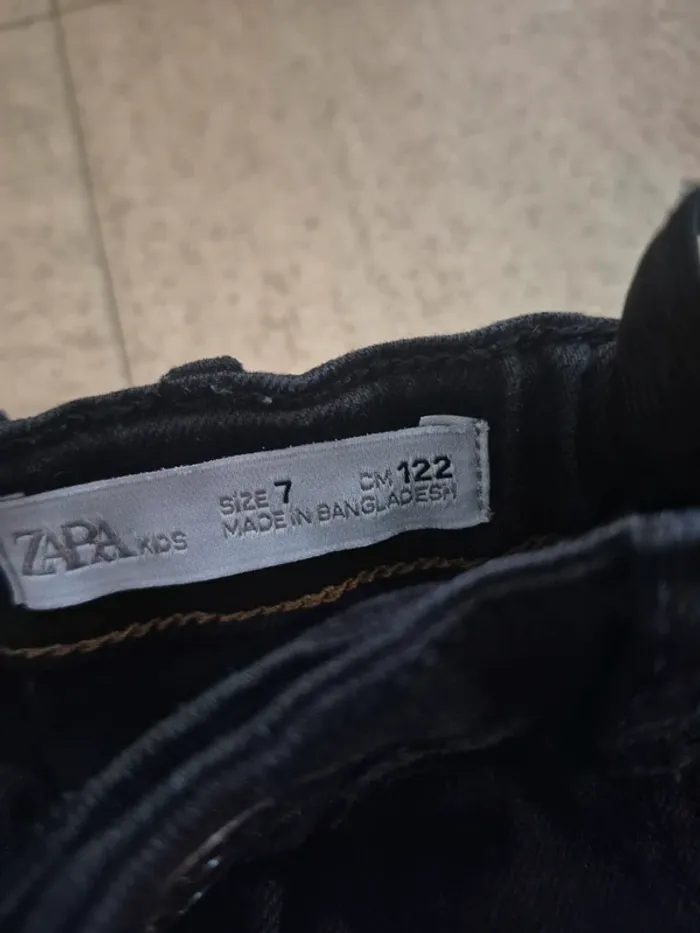 ZARA KIDS
SIZE 7 CM 122
MADE IN BANGLADESH